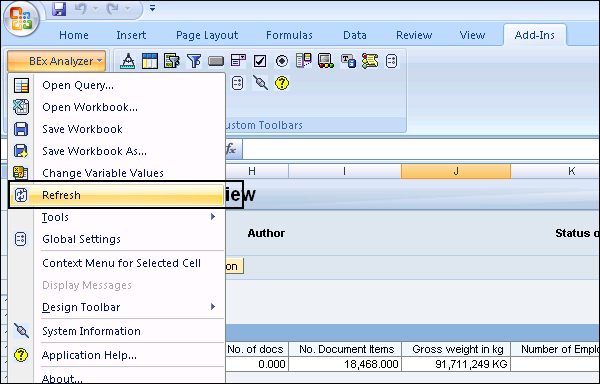 Home Insert Page Layout Formulas Data Review View Add-Ins
BEx Analyzer
Open Query...
Open Workbook...
Save Workbook
Save Workbook As...
Change Variable Values
Refresh
Tools
Global Settings
Context Menu for Selected Cell
Display Messages
Design Toolbar
System Information
Application Help...
About...
ustom Toolbars
fx
H I J K
iew
Author Status o
on
No. of docs No. Document Items Gross weight in kg Number of Emplo
0.000 18,468.000 91,711,249 KG